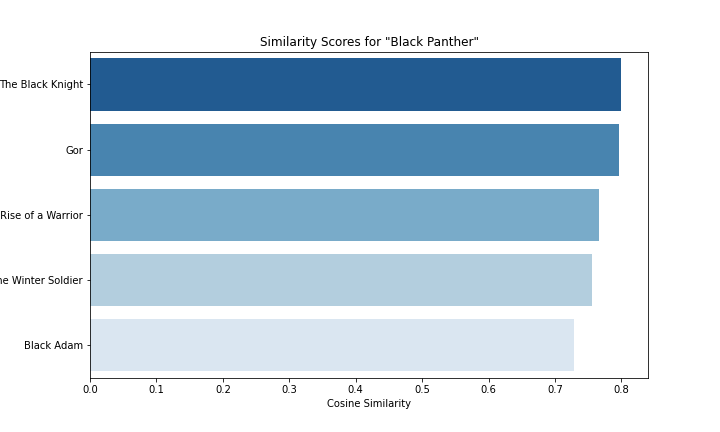 Similarity Scores for "Black Panther"
The Black Knight
Gor
Rise of a Warrior
he Winter Soldier
Black Adam
0.0 0.1 0.2 0.3 0.4 0.5 0.6 0.7 0.8
Cosine Similarity